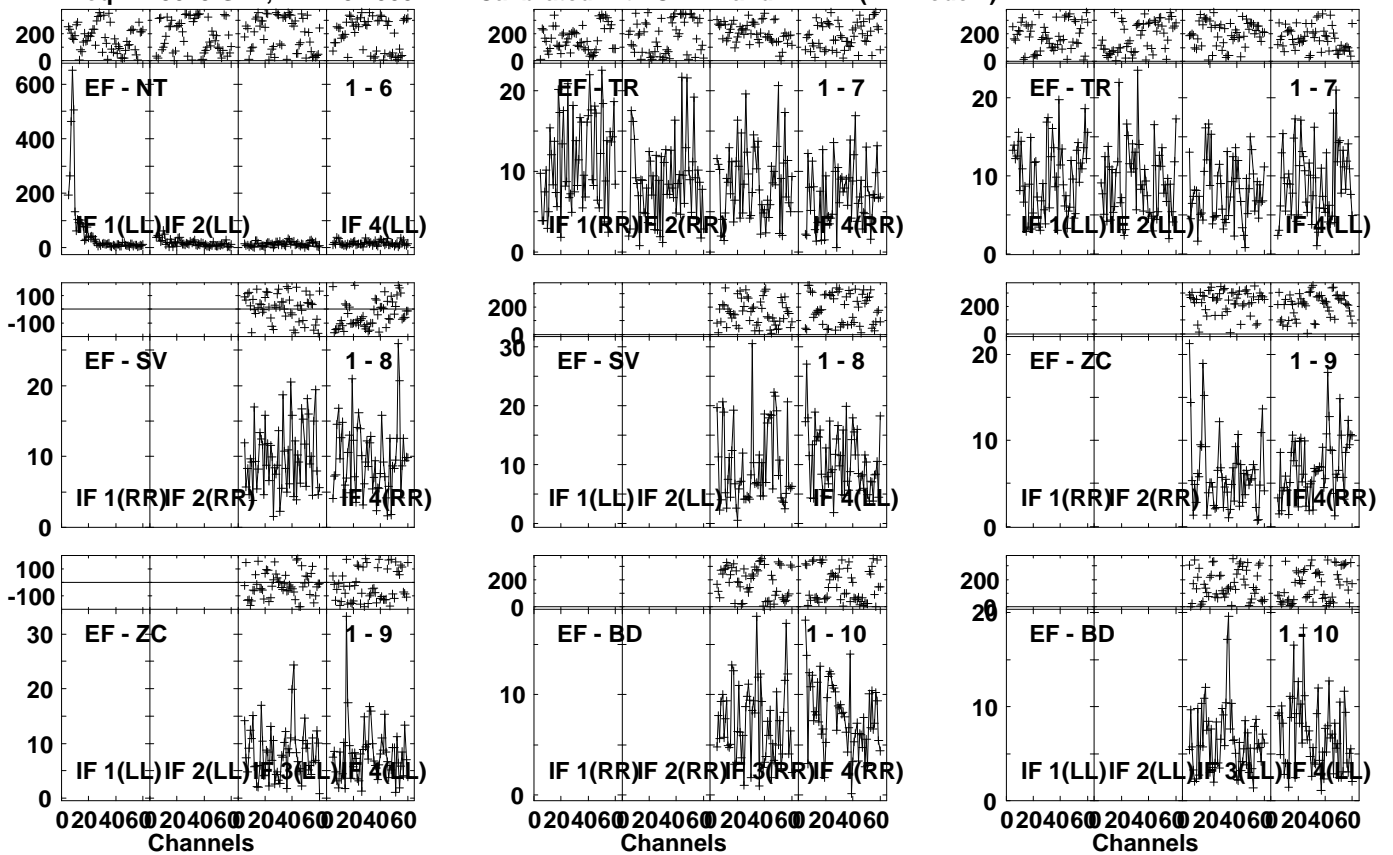 200
0
600
400
200
0
EF - NT
1 - 6
IF 1(LL)
IF 2(LL)
IF 4(LL)
200
0
20
10
0
EF - TR
1 - 7
IF 1(RR)
IF 2(RR)
IF 4(RR)
200
0
20
10
0
EF - TR
1 - 7
IF 1(LL)
IF 2(LL)
IF 4(LL)
100
-100
20
10
0
EF - SV
1 - 8
IF 1(RR)
IF 2(RR)
IF 4(RR)
200
0
30
20
10
0
EF - SV
1 - 8
IF 1(LL)
IF 2(LL)
IF 4(LL)
200
0
20
10
0
EF - ZC
1 - 9
IF 1(RR)
IF 2(RR)
IF 4(RR)
100
-100
30
20
10
0
EF - ZC
1 - 9
IF 1(LL)
IF 2(LL)
IF 3(LL)
IF 4(LL)
0 20 40 60 0 20 40 60 0 20 40 60 0 20 40 60
Channels
200
0
10
0
EF - BD
1 - 10
IF 1(RR)
IF 2(RR)
IF 3(RR)
IF 4(RR)
0 20 40 60 0 20 40 60 0 20 40 60 0 20 40 60
Channels
200
0
20
10
0
EF - BD
1 - 10
IF 1(LL)
IF 2(LL)
IF 3(LL)
IF 4(LL)
0 20 40 60 0 20 40 60 0 20 40 60 0 20 40 60
Channels